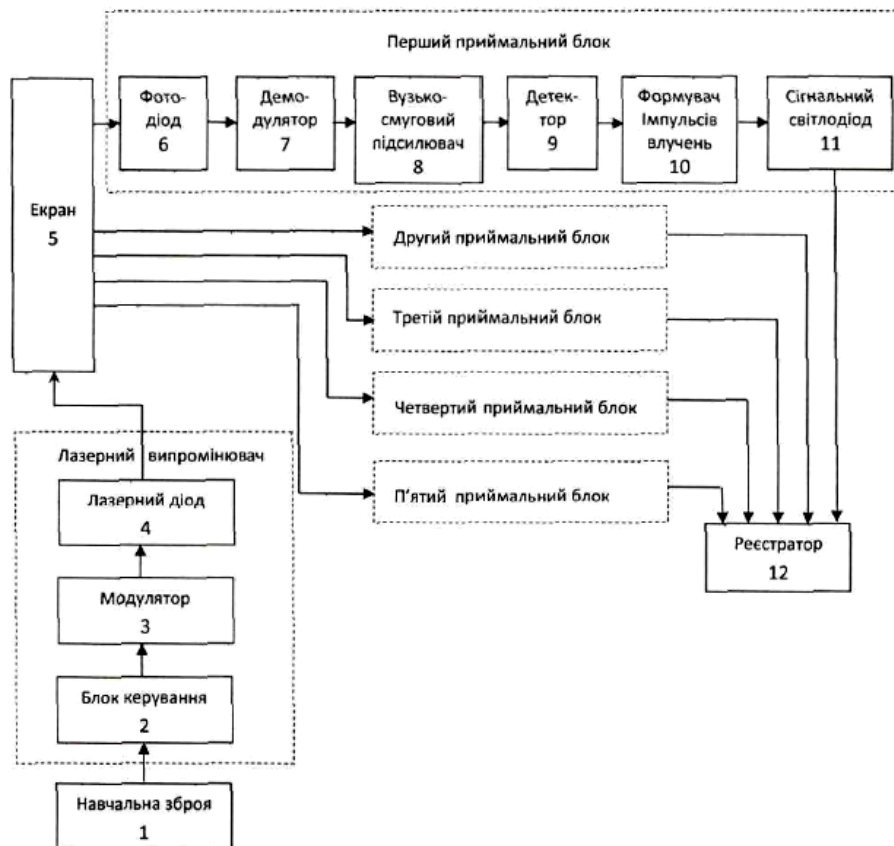 Перший приймальний блок
Фото-
діод
6
Демо-
дулятор
7
Вузько-
смуговий
підсилювач
8
Детек-
тор
9
Формувач
Імпульсів
влучень
10
Сігнальний
світлодіод
11
Екран
5
Другий приймальний блок
Третій приймальний блок
Четвертий приймальний блок
П'ятий приймальний блок
Лазерний випромінювач
Лазерний діод
4
Модулятор
3
Блок керування
2
Навчальна зброя
1
Реєстратор
12